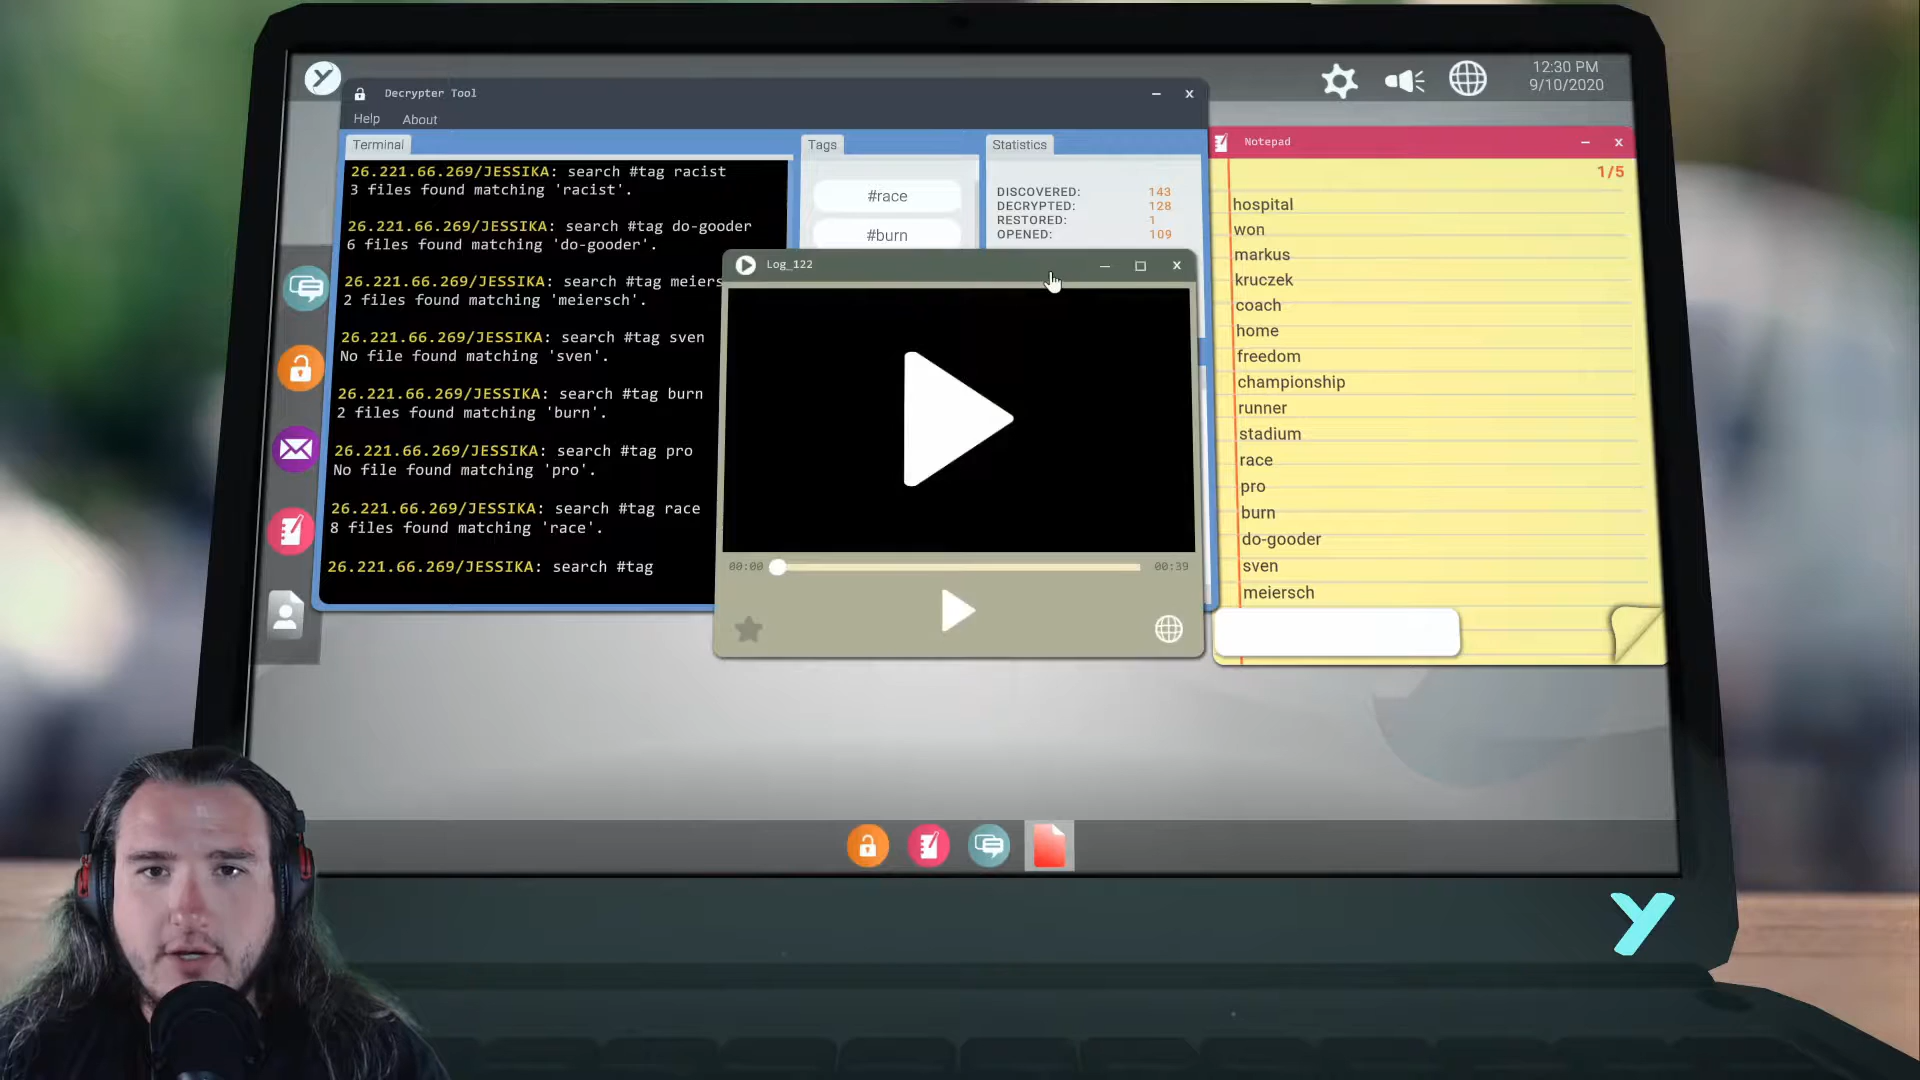 12:30 PM
9/10/2020
Decrypter Tool
Help
About
Terminal
26.221.66.269/JESSIKA: search #tag racist
3 files found matching 'racist'.
26.221.66.269/JESSIKA: search #tag do-gooder
6 files found matching 'do-gooder'.
26.221.66.269/JESSIKA: search #tag meiers
2 files found matching 'meiersch'.
26.221.66.269/JESSIKA: search #tag sven
No file found matching 'sven'.
26.221.66.269/JESSIKA: search #tag burn
2 files found matching 'burn'.
26.221.66.269/JESSIKA: search #tag pro
No file found matching 'pro'.
26.221.66.269/JESSIKA: search #tag race
8 files found matching 'race'.
26.221.66.269/JESSIKA: search #tag
Tags
#race
#burn
Statistics
DISCOVERED: 143
DECRYPTED: 128
RESTORED: 1
OPENED: 109
Log_122
00:00
00:39
Notepad
1/5
hospital
won
markus
kruczek
coach
home
freedom
championship
runner
stadium
race
pro
burn
do-gooder
sven
meiersch